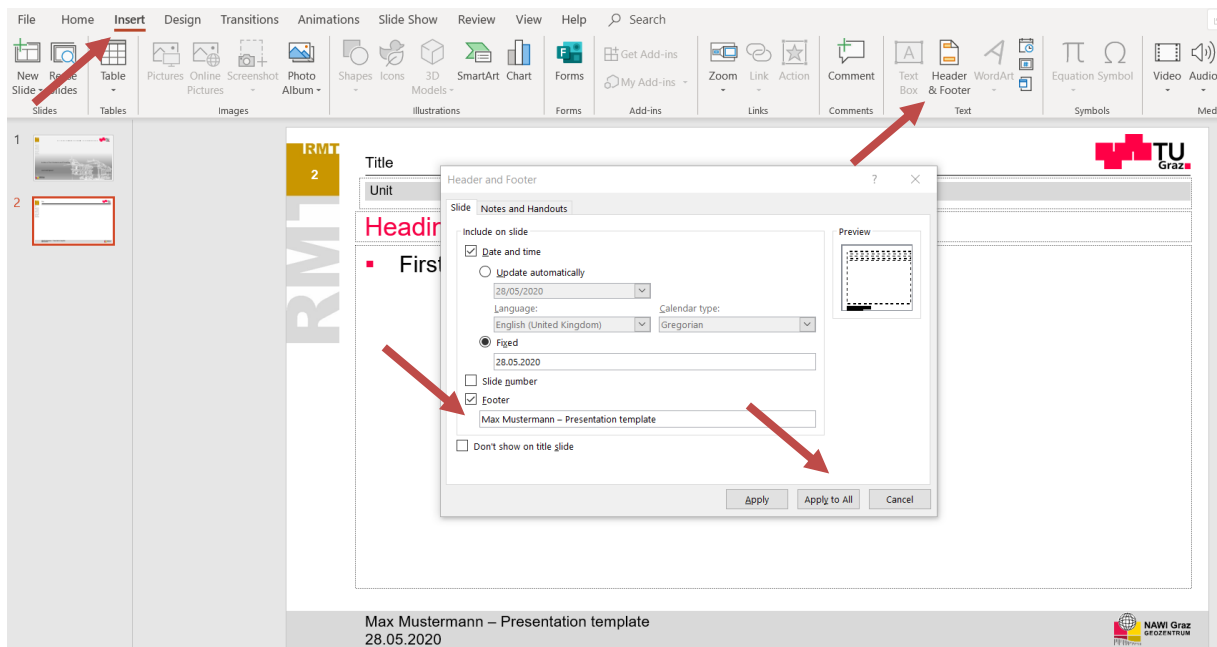 File Home Insert Design Transitions Animations Slide Show Review View Help Search
New Slide Reuse Slides Table Pictures Online Pictures Screenshot Photo Album Shapes Icons 3D Models SmartArt Chart Forms Get Add-ins My Add-ins Zoom Link Action Comment Text Box Header & Footer WordArt Equation Symbol Video Audio
Slides Tables Images Illustrations Forms Add-ins Links Comments Text Symbols Med
1
2
RMT
2
RMT
Title
TU
Graz
Unit
Headin
First
Header and Footer ?
Slide Notes and Handouts
Include on slide
Preview
Date and time
Update automatically
28/05/2020
Language: Calendar type:
English (United Kingdom) Gregorian
Fixed
28.05.2020
Slide number
Footer
Max Mustermann – Presentation template
Don't show on title slide
Apply Apply to All Cancel
Max Mustermann – Presentation template
28.05.2020
NAWI Graz
GEOZENTRUM